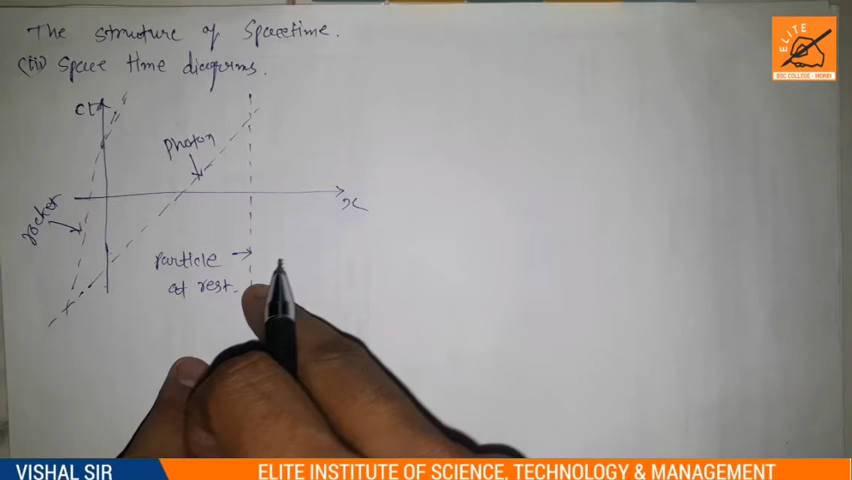 The structure of Spacetime.
(iii) Space time diagrams.
ct
photon
rocket
x
particle
at rest.
ELITE
BSC COLLEGE - MORBI
VISHAL SIR
ELITE INSTITUTE OF SCIENCE, TECHNOLOGY & MANAGEMENT